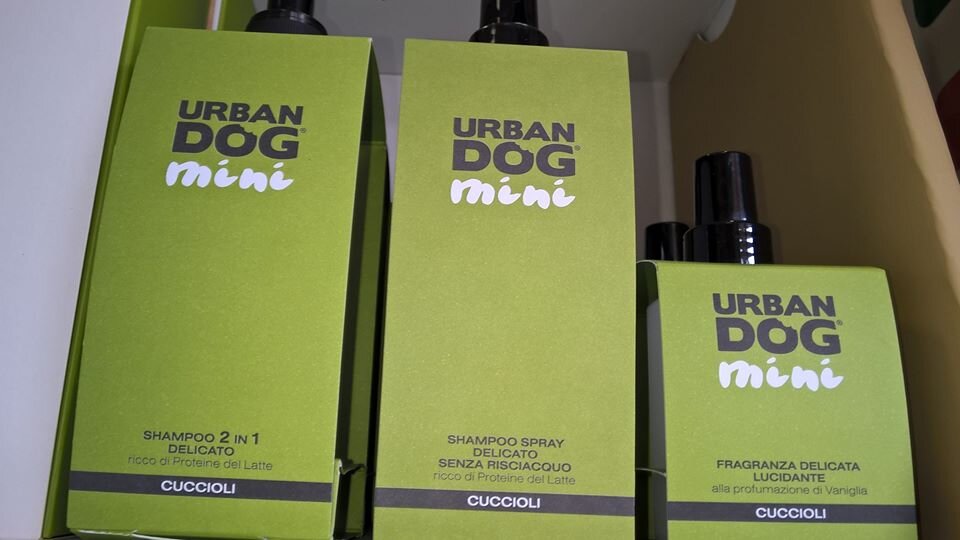 URBAN
DOG®
mini
SHAMPOO 2 IN 1
DELICATO
ricco di Proteine del Latte
CUCCIOLI
URBAN
DOG®
mini
SHAMPOO SPRAY
DELICATO
SENZA RISCIACQUO
ricco di Proteine del Latte
CUCCIOLI
URBAN
DOG®
mini
FRAGRANZA DELICATA
LUCIDANTE
alla profumazione di Vaniglia
CUCCIOLI